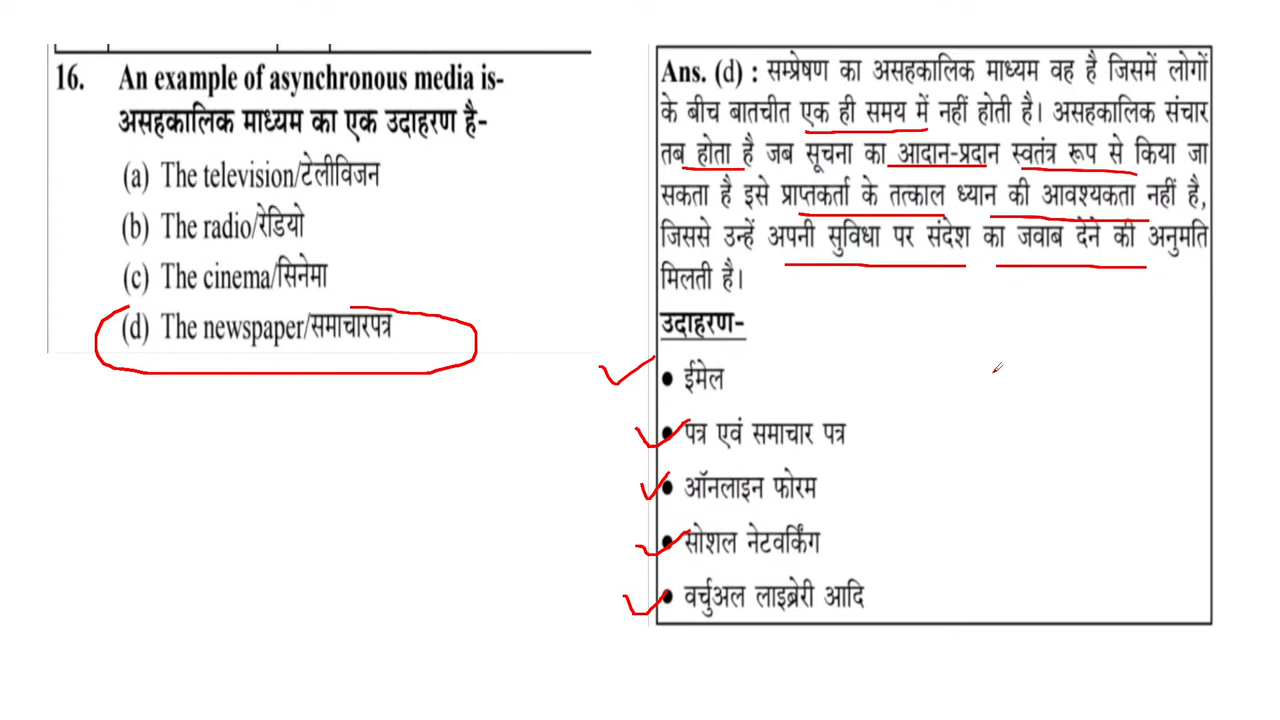 16. An example of asynchronous media is-
असहकालिक माध्यम का एक उदाहरण है-
(a) The television/टेलीविजन
(b) The radio/रेडियो
(c) The cinema/सिनेमा
(d) The newspaper/समाचारपत्र
Ans. (d) : सम्प्रेषण का असहकालिक माध्यम वह है जिसमें लोगों
के बीच बातचीत एक ही समय में नहीं होती है। असहकालिक संचार
तब होता है जब सूचना का आदान-प्रदान स्वतंत्र रूप से किया जा
सकता है इसे प्राप्तकर्ता के तत्काल ध्यान की आवश्यकता नहीं है,
जिससे उन्हें अपनी सुविधा पर संदेश का जवाब देने की अनुमति
मिलती है।
उदाहरण-
● ईमेल
● पत्र एवं समाचार पत्र
● ऑनलाइन फोरम
● सोशल नेटवर्किंग
● वर्चुअल लाइब्रेरी आदि